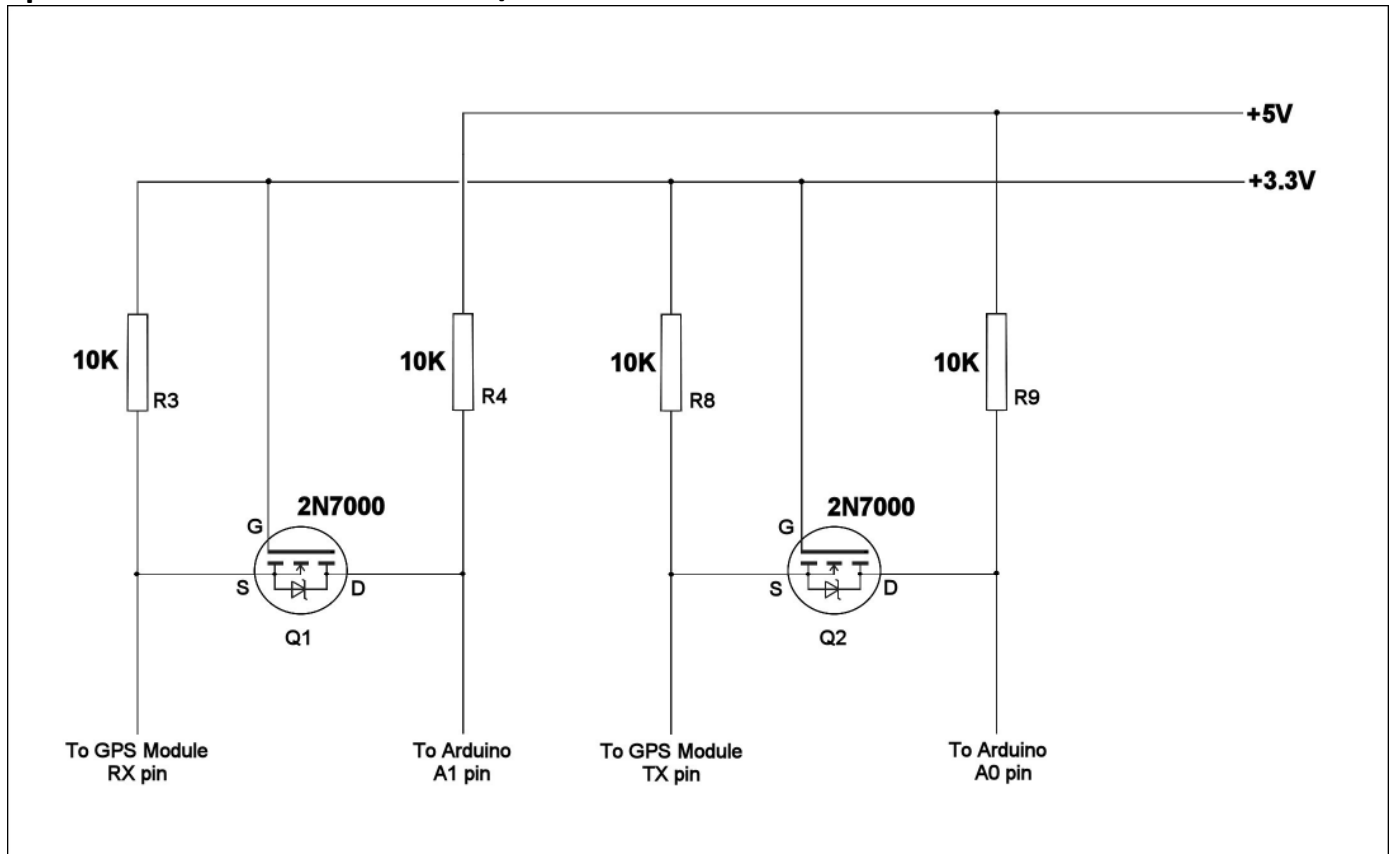 +5V
+3.3V
10K
R3
10K
R4
10K
R8
10K
R9
2N7000
G
S
D
Q1
2N7000
G
S
D
Q2
To GPS Module
RX pin
To Arduino
A1 pin
To GPS Module
TX pin
To Arduino
A0 pin